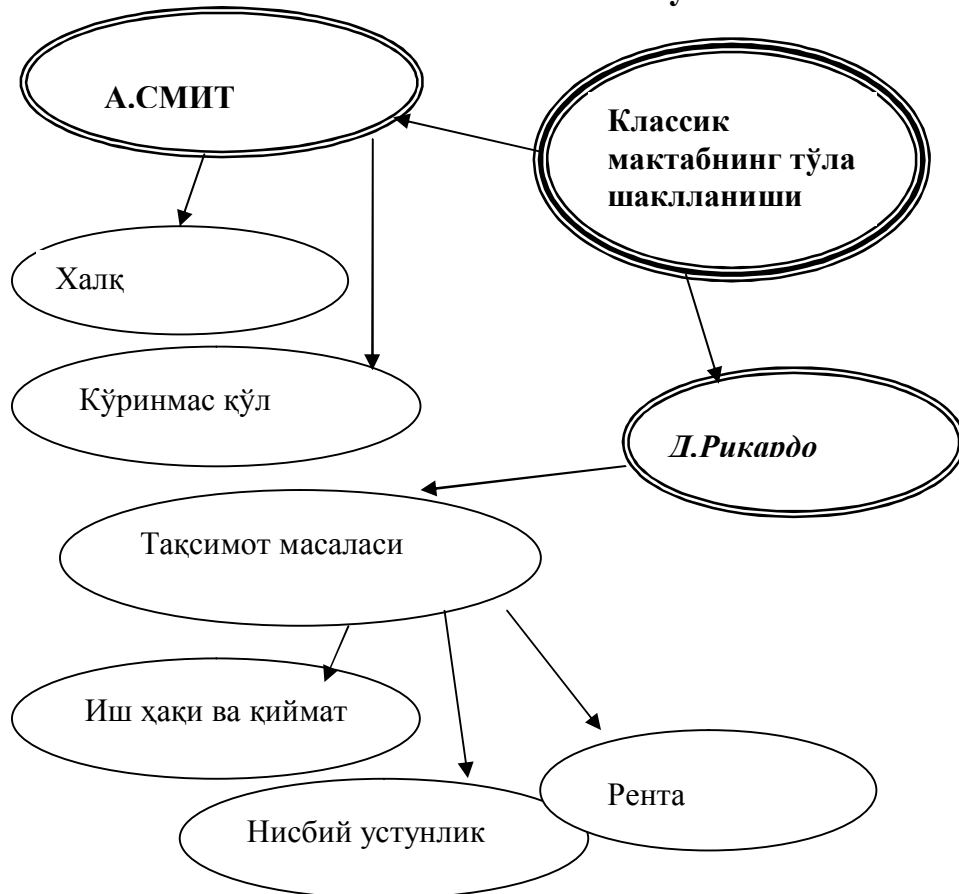 А.СМИТ
Классик
мактабнинг тўла
шаклланиши
Халқ
Кўринмас қўл
Д.Рикардо
Тақсимот масаласи
Иш ҳақи ва қиймат
Рента
Нисбий устунлик